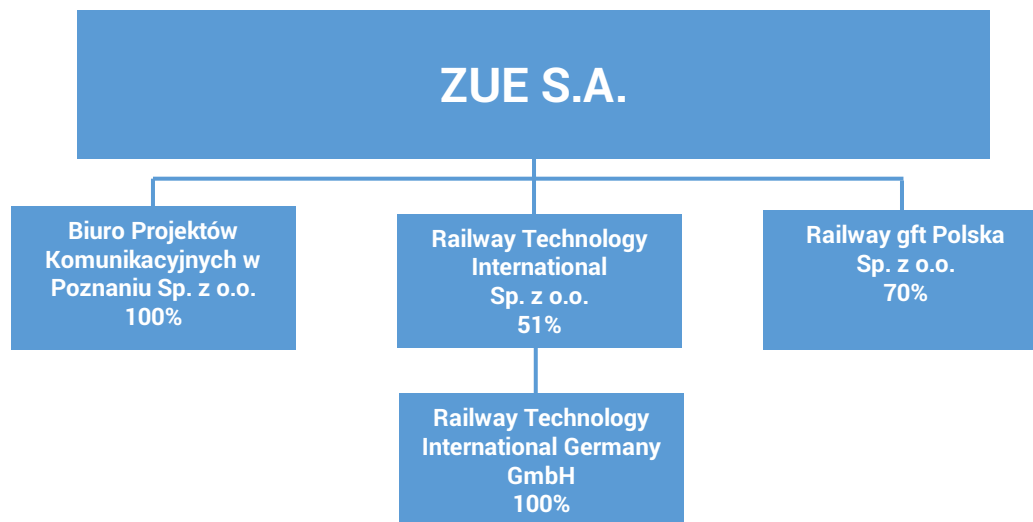 ZUE S.A.
Biuro Projektów
Komunikacyjnych w
Poznaniu Sp. z o.o.
100%
Railway Technology
International
Sp. z o.o.
51%
Railway gft Polska
Sp. z o.o.
70%
Railway Technology
International Germany
GmbH
100%